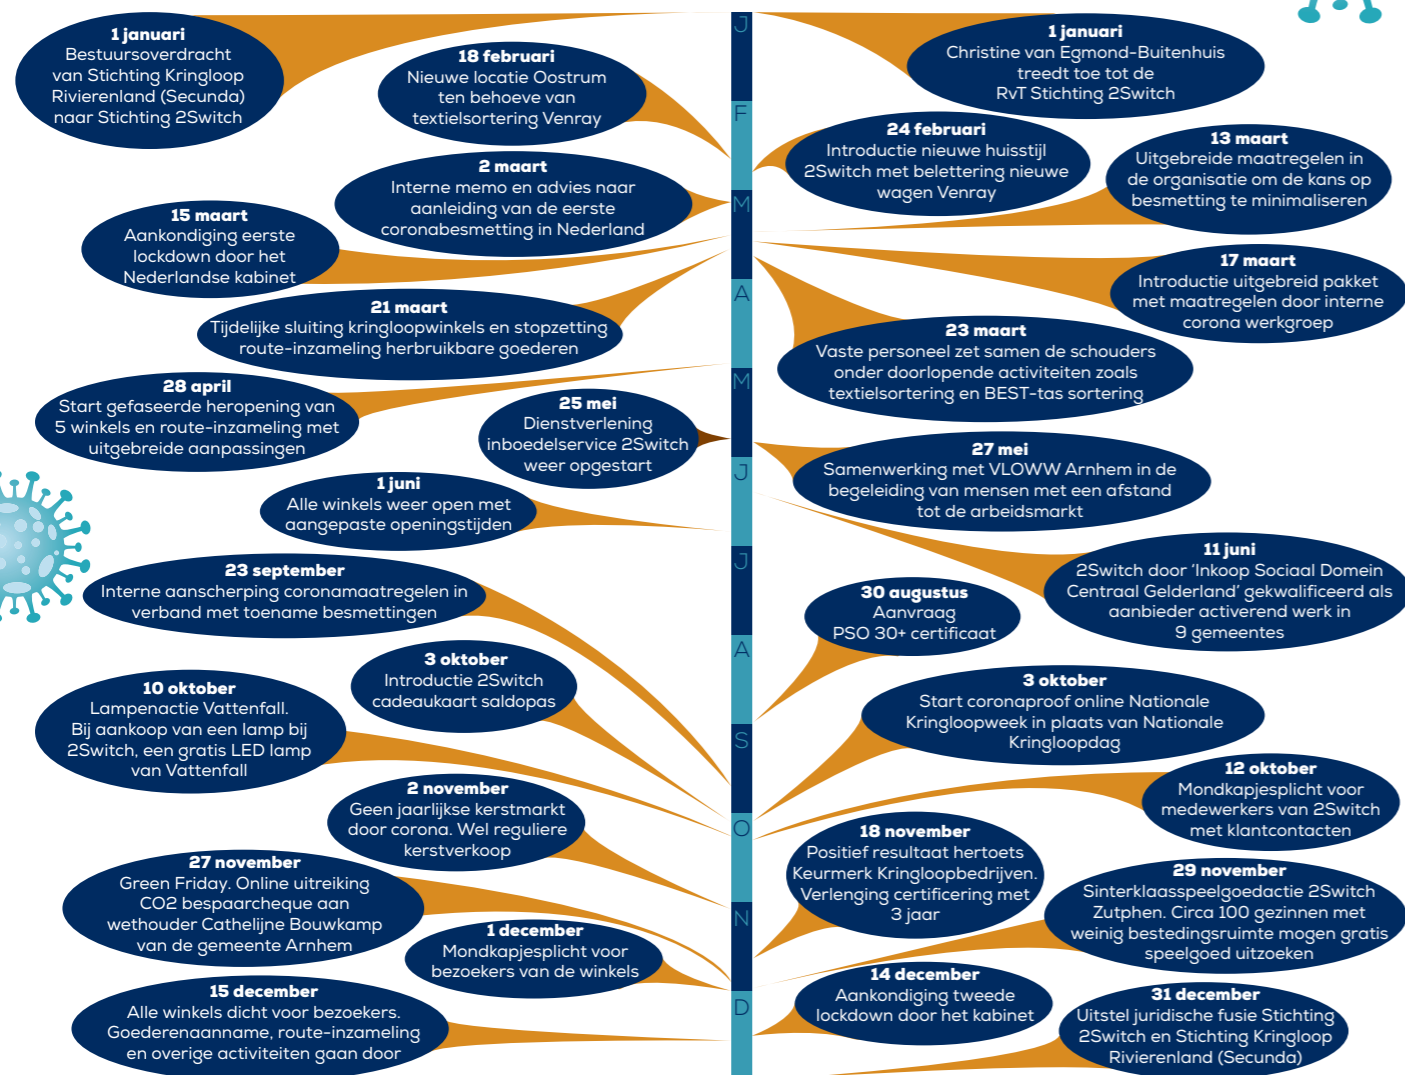 1 januari
Bestuursoverdracht
van Stichting Kringloop
Rivierenland (Secunda)
naar Stichting 2Switch
18 februari
Nieuwe locatie Oostrum
ten behoeve van
textielsortering Venray
2 maart
Interne memo en advies naar
aanleiding van de eerste
coronabesmetting in Nederland
15 maart
Aankondiging eerste
lockdown door het
Nederlandse kabinet
21 maart
Tijdelijke sluiting kringloopwinkels en stopzetting
route-inzameling herbruikbare goederen
28 april
Start gefaseerde heropening van
5 winkels en route-inzameling met
uitgebreide aanpassingen
25 mei
Dienstverlening
inboedelservice 2Switch
weer opgestart
1 juni
Alle winkels weer open met
aangepaste openingstijden
23 september
Interne aanscherping coronamaatregelen in
verband met toename besmettingen
3 oktober
Introductie 2Switch
cadeaukaart saldopas
10 oktober
Lampenactie Vattenfall.
Bij aankoop van een lamp bij
2Switch, een gratis LED lamp
van Vattenfall
2 november
Geen jaarlijkse kerstmarkt
door corona. Wel reguliere
kerstverkoop
27 november
Green Friday. Online uitreiking
CO2 bespaarcheque aan
wethouder Cathelijne Bouwkamp
van de gemeente Arnhem
1 december
Mondkapjesplicht voor
bezoekers van de winkels
15 december
Alle winkels dicht voor bezoekers.
Goederenaanname, route-inzameling
en overige activiteiten gaan door
J
F
M
A
M
J
J
A
S
O
N
D
1 januari
Christine van Egmond-Buitenhuis
treedt toe tot de
RvT Stichting 2Switch
24 februari
Introductie nieuwe huisstijl
2Switch met belettering nieuwe
wagen Venray
13 maart
Uitgebreide maatregelen in
de organisatie om de kans op
besmetting te minimaliseren
17 maart
Introductie uitgebreid pakket
met maatregelen door interne
corona werkgroep
23 maart
Vaste personeel zet samen de schouders
onder doorlopende activiteiten zoals
textielsortering en BEST-tas sortering
27 mei
Samenwerking met VLOWW Arnhem in de
begeleiding van mensen met een afstand
tot de arbeidsmarkt
11 juni
2Switch door 'Inkoop Sociaal Domein
Centraal Gelderland' gekwalificeerd als
aanbieder activerend werk in
9 gemeentes
30 augustus
Aanvraag
PSO 30+ certificaat
3 oktober
Start coronaproof online Nationale
Kringloopweek in plaats van Nationale
Kringloopdag
12 oktober
Mondkapjesplicht voor
medewerkers van 2Switch
met klantcontacten
18 november
Positief resultaat hertoets
Keurmerk Kringloopbedrijven.
Verlenging certificering met
3 jaar
29 november
Sinterklaasspeelgoedactie 2Switch
Zutphen. Circa 100 gezinnen met
weinig bestedingsruimte mogen gratis
speelgoed uitzoeken
14 december
Aankondiging tweede
lockdown door het kabinet
31 december
Uitstel juridische fusie Stichting
2Switch en Stichting Kringloop
Rivierenland (Secunda)